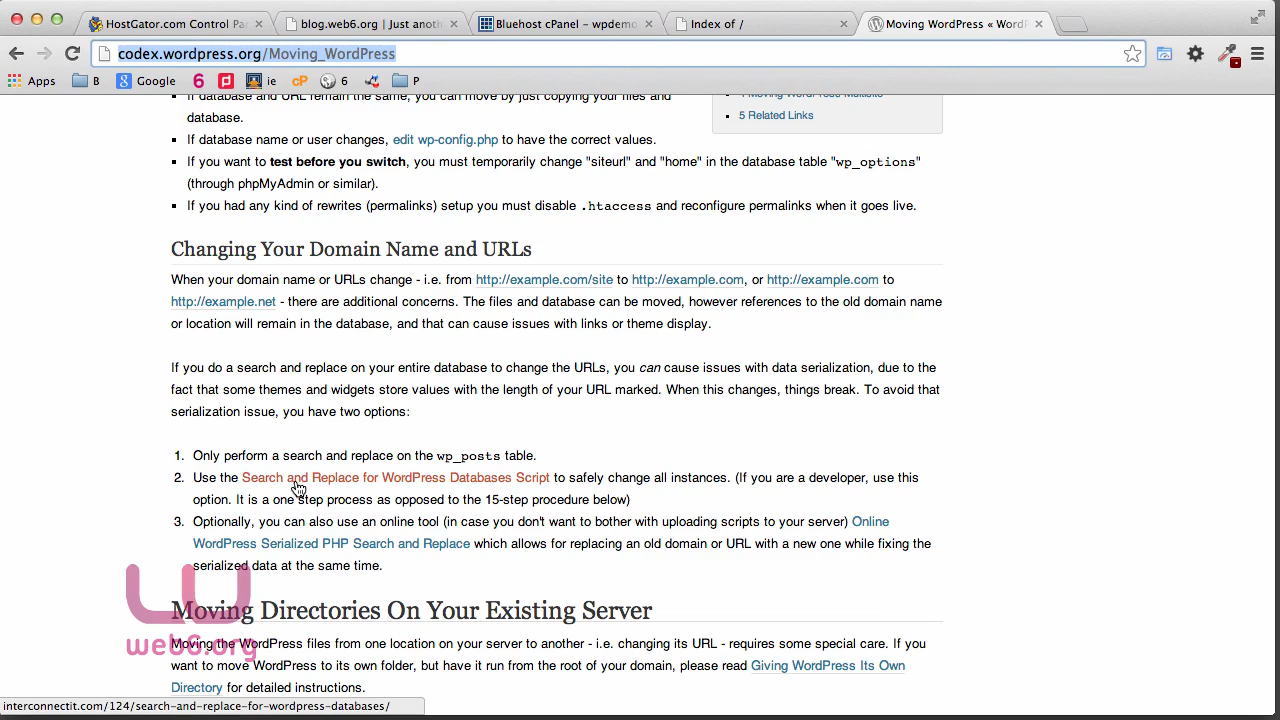 HostGator.com Control Pa
blog.web6.org | Just anot
Bluehost cPanel – wpdemo
Index of /
Moving WordPress « WordP
codex.wordpress.org/Moving_WordPress
Apps
B
Google
6
ie
cP
6
P
If database and URL remain the same, you can move by just copying your files and
database.
4 Moving WordPress Multisite
5 Related Links
If database name or user changes, edit wp-config.php to have the correct values.
If you want to test before you switch, you must temporarily change "siteurl" and "home" in the database table "wp_options"
(through phpMyAdmin or similar).
If you had any kind of rewrites (permalinks) setup you must disable .htaccess and reconfigure permalinks when it goes live.
Changing Your Domain Name and URLs
When your domain name or URLs change - i.e. from http://example.com/site to http://example.com, or http://example.com to
http://example.net - there are additional concerns. The files and database can be moved, however references to the old domain name
or location will remain in the database, and that can cause issues with links or theme display.
If you do a search and replace on your entire database to change the URLs, you can cause issues with data serialization, due to the
fact that some themes and widgets store values with the length of your URL marked. When this changes, things break. To avoid that
serialization issue, you have two options:
1. Only perform a search and replace on the wp_posts table.
2. Use the Search and Replace for WordPress Databases Script to safely change all instances. (If you are a developer, use this
option. It is a one step process as opposed to the 15-step procedure below)
3. Optionally, you can also use an online tool (in case you don't want to bother with uploading scripts to your server) Online
WordPress Serialized PHP Search and Replace which allows for replacing an old domain or URL with a new one while fixing the
serialized data at the same time.
Moving Directories On Your Existing Server
web6.org
Moving the WordPress files from one location on your server to another - i.e. changing its URL - requires some special care. If you
want to move WordPress to its own folder, but have it run from the root of your domain, please read Giving WordPress Its Own
Directory for detailed instructions.
interconnectit.com/124/search-and-replace-for-wordpress-databases/